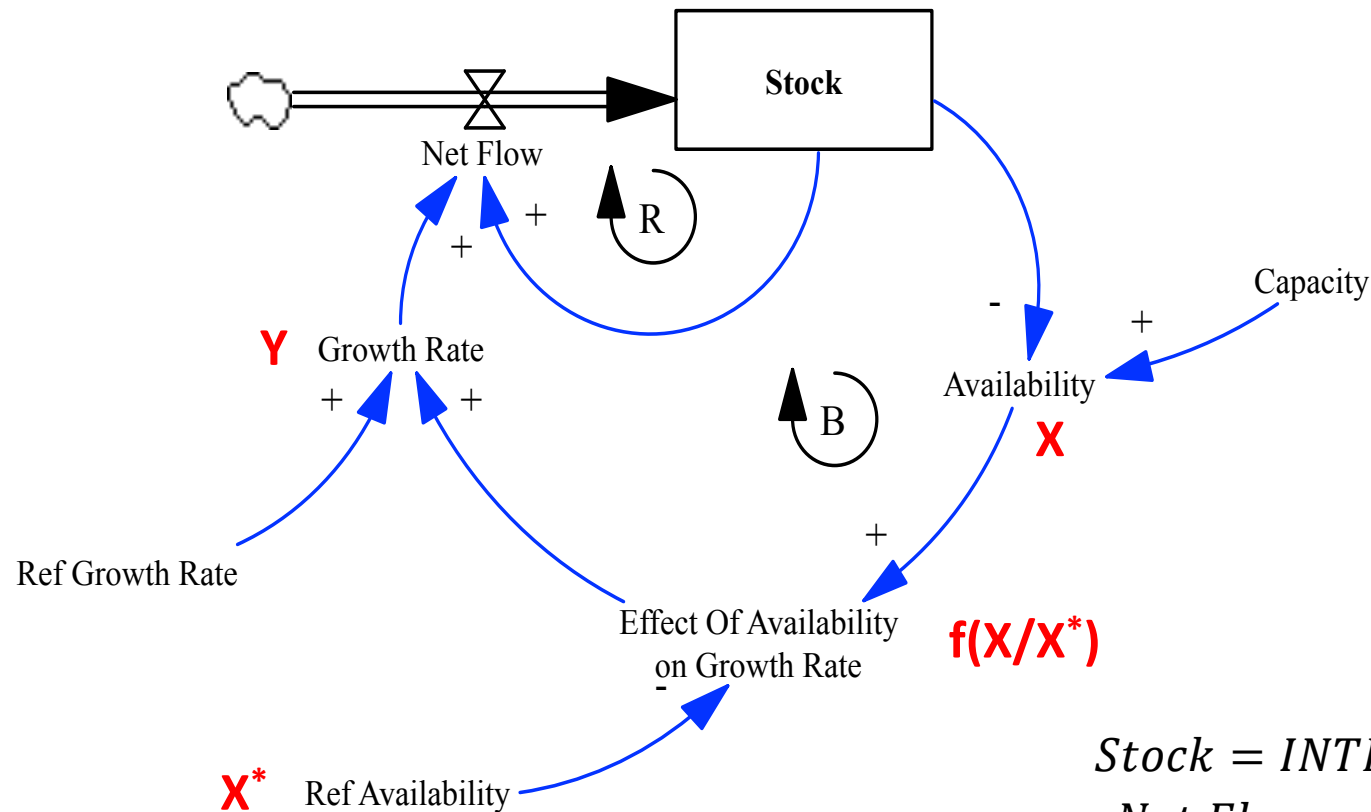 Stock
Net Flow
R
+
+
Capacity
-
+
Y Growth Rate
Availability
+
+
B
X
+
Ref Growth Rate
Effect Of Availability
on Growth Rate
f(X/X*)
-
Stock =
X* Ref Availability